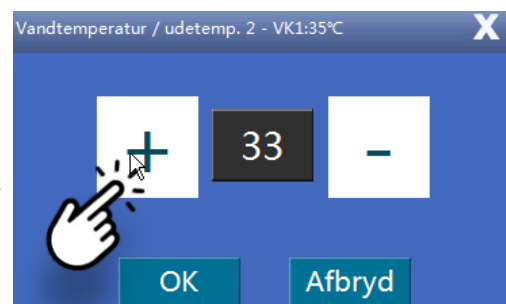 Vandtemperatur / udetemp. 2 - VK1:35℃ X
+ 33 -
OK Afbryd